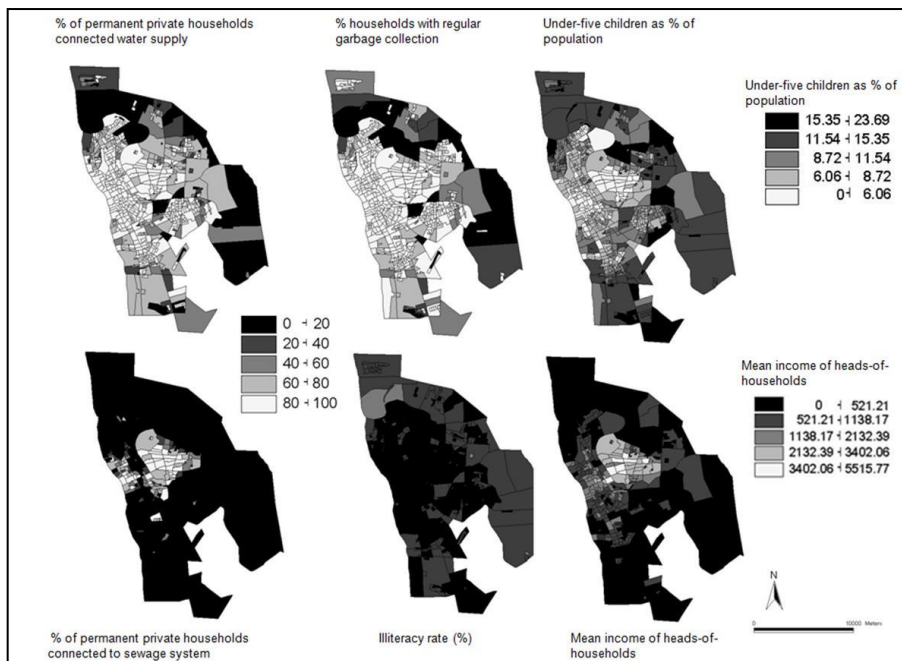 % of permanent private households
connected water supply
% households with regular
garbage collection
Under-five children as % of
population
Under-five children as % of
population
15.35 ⊣ 23.69
11.54 ⊣ 15.35
8.72 ⊣ 11.54
6.06 ⊣ 8.72
0 ⊣ 6.06
0 ⊣ 20
20 ⊣ 40
40 ⊣ 60
60 ⊣ 80
80 ⊣ 100
Mean income of heads-of-
households
0 ⊣ 521.21
521.21 ⊣ 1138.17
1138.17 ⊣ 2132.39
2132.39 ⊣ 3402.06
3402.06 ⊣ 5515.77
N
0 10000 Meters
% of permanent private households
connected to sewage system
Illiteracy rate (%)
Mean income of heads-of-
households